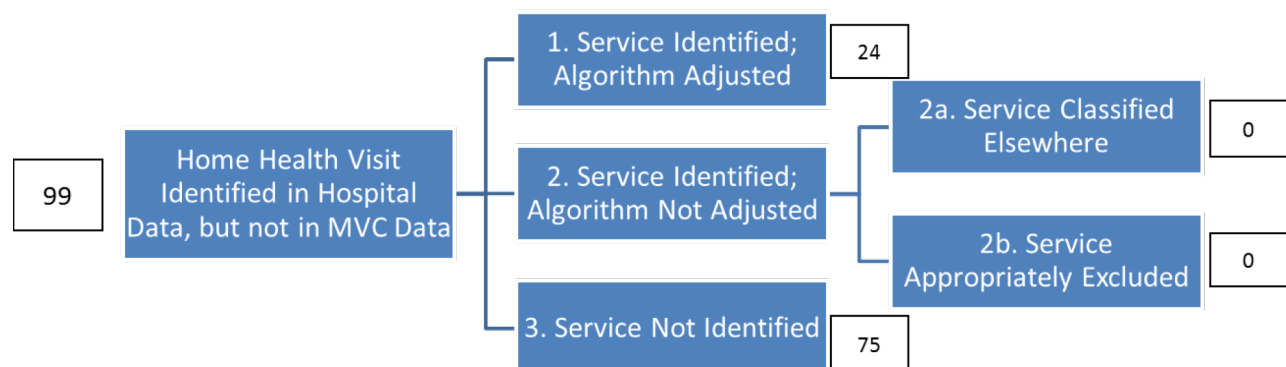 99
Home Health Visit
Identified in Hospital
Data, but not in MVC Data
1. Service Identified;
Algorithm Adjusted
24
2. Service Identified;
Algorithm Not Adjusted
2a. Service Classified
Elsewhere
0
2b. Service
Appropriately Excluded
0
3. Service Not Identified
75